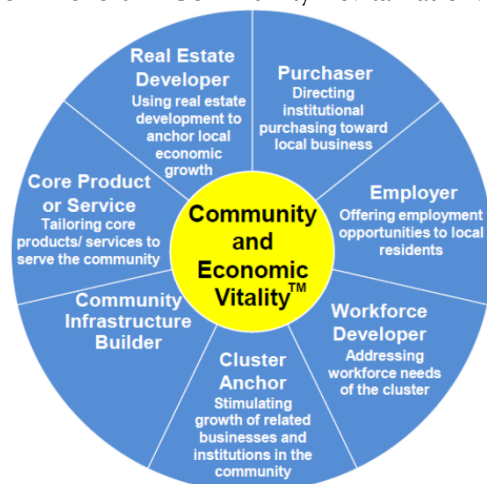 Real Estate
Developer
Using real estate
development to
anchor local
economic
growth
Purchaser
Directing
institutional
purchasing toward
local business
Employer
Offering employment
opportunities to local
residents
Workforce
Developer
Addressing
workforce needs
of the cluster
Cluster
Anchor
Stimulating
growth of related
businesses and
institutions in the
community
Community
Infrastructure
Builder
Core Product
or Service
Tailoring core
products/ services to
serve the community
Community
and
Economic
Vitality™